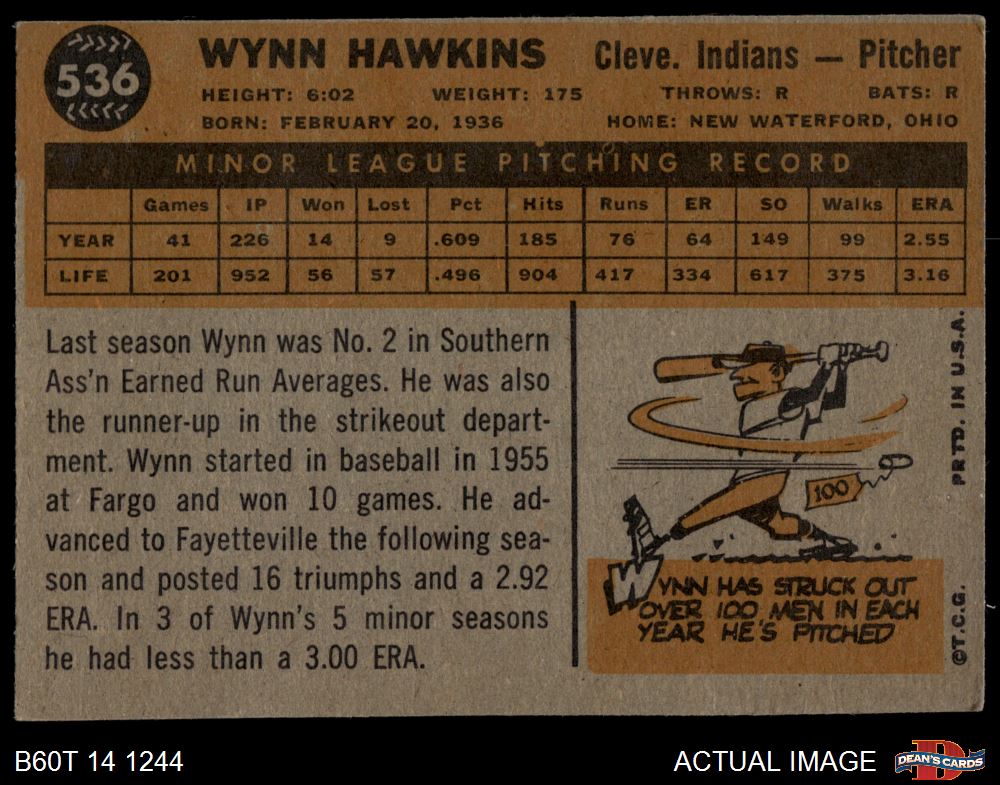 536
WYNN HAWKINS Cleve. Indians — Pitcher
HEIGHT: 6:02 WEIGHT: 175 THROWS: R BATS: R
BORN: FEBRUARY 20, 1936 HOME: NEW WATERFORD, OHIO
MINOR LEAGUE PITCHING RECORD
Games IP Won Lost Pct Hits Runs ER SO Walks ERA
YEAR 41 226 14 9 .609 185 76 64 149 99 2.55
LIFE 201 952 56 57 .496 904 417 334 617 375 3.16
Last season Wynn was No. 2 in Southern
Ass'n Earned Run Averages. He was also
the runner-up in the strikeout depart-
ment. Wynn started in baseball in 1955
at Fargo and won 10 games. He ad-
vanced to Fayetteville the following sea-
son and posted 16 triumphs and a 2.92
ERA. In 3 of Wynn's 5 minor seasons
he had less than a 3.00 ERA.
100
WYNN HAS STRUCK OUT
OVER 100 MEN IN EACH
YEAR HE'S PITCHED
PRTD. IN U.S.A.
©T.C.G.
B60T 14 1244 ACTUAL IMAGE
D
DEAN'S CARDS